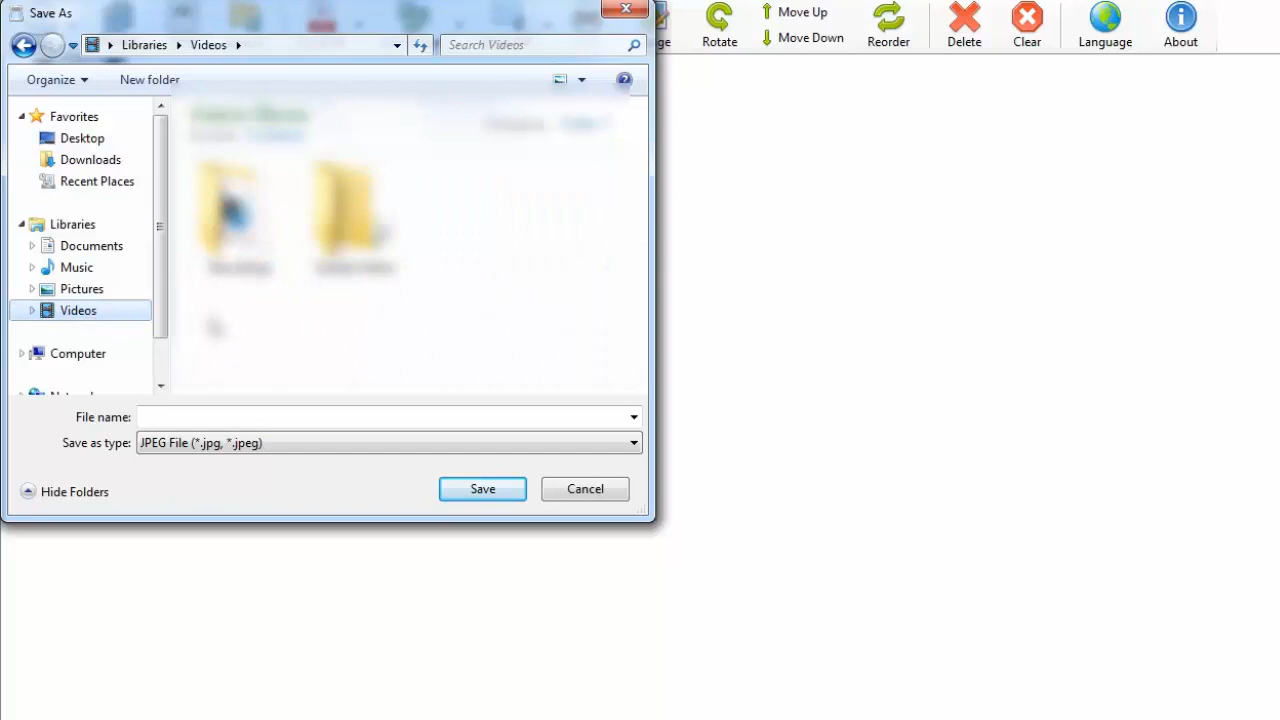 Save As
Libraries Videos
Search Videos
Organize New folder
Favorites
Desktop
Downloads
Recent Places
Libraries
Documents
Music
Pictures
Videos
Computer
File name:
Save as type: JPEG File (*.jpg, *.jpeg)
Hide Folders Save Cancel
Rotate
Move Up
Move Down
Reorder
Delete
Clear
Language
About